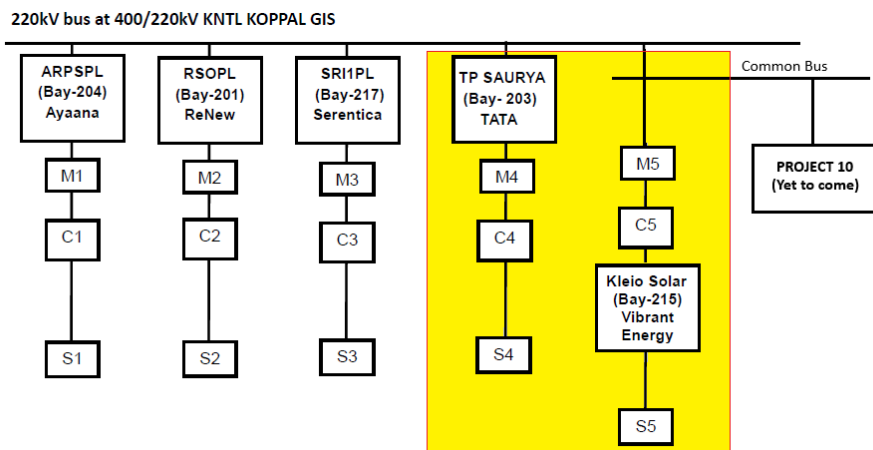 220kV bus at 400/220kV KNTL KOPPAL GIS
Common Bus
ARPSPL
(Bay-204)
Ayaana
RSOPL
(Bay-201)
ReNew
SRI1PL
(Bay-217)
Serentica
TP SAURYA
(Bay- 203)
TATA
PROJECT 10
(Yet to come)
M1
M2
M3
M4
M5
C1
C2
C3
C4
C5
Kleio Solar
(Bay-215)
Vibrant
Energy
S1
S2
S3
S4
S5